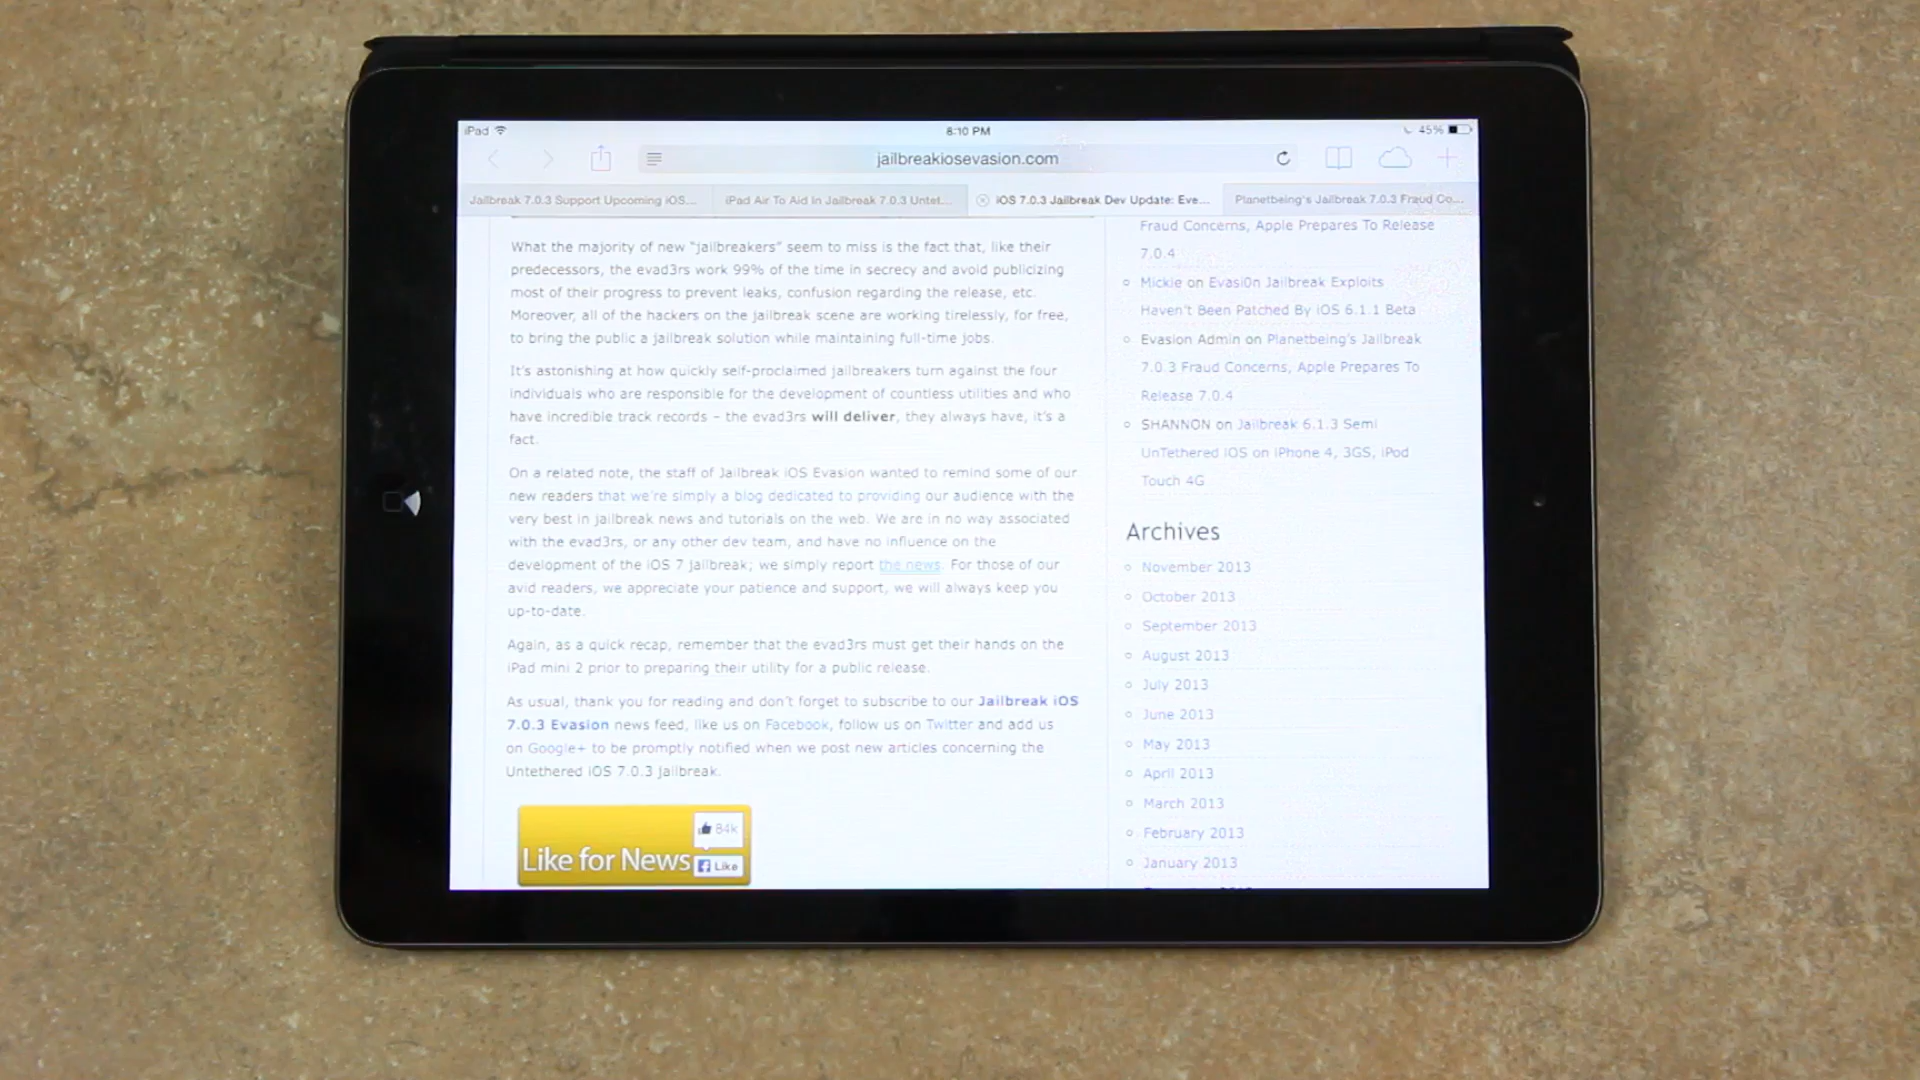 iPad
8:10 PM
45%
jailbreakiosevasion.com
Jailbreak 7.0.3 Support Upcoming iOS...
iPad Air To Aid In Jailbreak 7.0.3 Untet...
iOS 7.0.3 Jailbreak Dev Update: Eve...
Planetbeing's Jailbreak 7.0.3 Fraud Co...
What the majority of new "jailbreakers" seem to miss is the fact that, like their
predecessors, the evad3rs work 99% of the time in secrecy and avoid publicizing
most of their progress to prevent leaks, confusion regarding the release, etc.
Moreover, all of the hackers on the jailbreak scene are working tirelessly, for free,
to bring the public a jailbreak solution while maintaining full-time jobs.
It's astonishing at how quickly self-proclaimed jailbreakers turn against the four
individuals who are responsible for the development of countless utilities and who
have incredible track records – the evad3rs will deliver, they always have, it's a
fact.
On a related note, the staff of Jailbreak iOS Evasion wanted to remind some of our
new readers that we're simply a blog dedicated to providing our audience with the
very best in jailbreak news and tutorials on the web. We are in no way associated
with the evad3rs, or any other dev team, and have no influence on the
development of the iOS 7 jailbreak; we simply report the news. For those of our
avid readers, we appreciate your patience and support, we will always keep you
up-to-date.
Again, as a quick recap, remember that the evad3rs must get their hands on the
iPad mini 2 prior to preparing their utility for a public release.
As usual, thank you for reading and don't forget to subscribe to our Jailbreak iOS
7.0.3 Evasion news feed, like us on Facebook, follow us on Twitter and add us
on Google+ to be promptly notified when we post new articles concerning the
Untethered iOS 7.0.3 jailbreak.
84k
Like for News
Like
Fraud Concerns, Apple Prepares To Release
7.0.4
Mickie on Evasi0n Jailbreak Exploits
Haven't Been Patched By iOS 6.1.1 Beta
Evasion Admin on Planetbeing's Jailbreak
7.0.3 Fraud Concerns, Apple Prepares To
Release 7.0.4
SHANNON on Jailbreak 6.1.3 Semi
UnTethered iOS on iPhone 4, 3GS, iPod
Touch 4G
Archives
November 2013
October 2013
September 2013
August 2013
July 2013
June 2013
May 2013
April 2013
March 2013
February 2013
January 2013